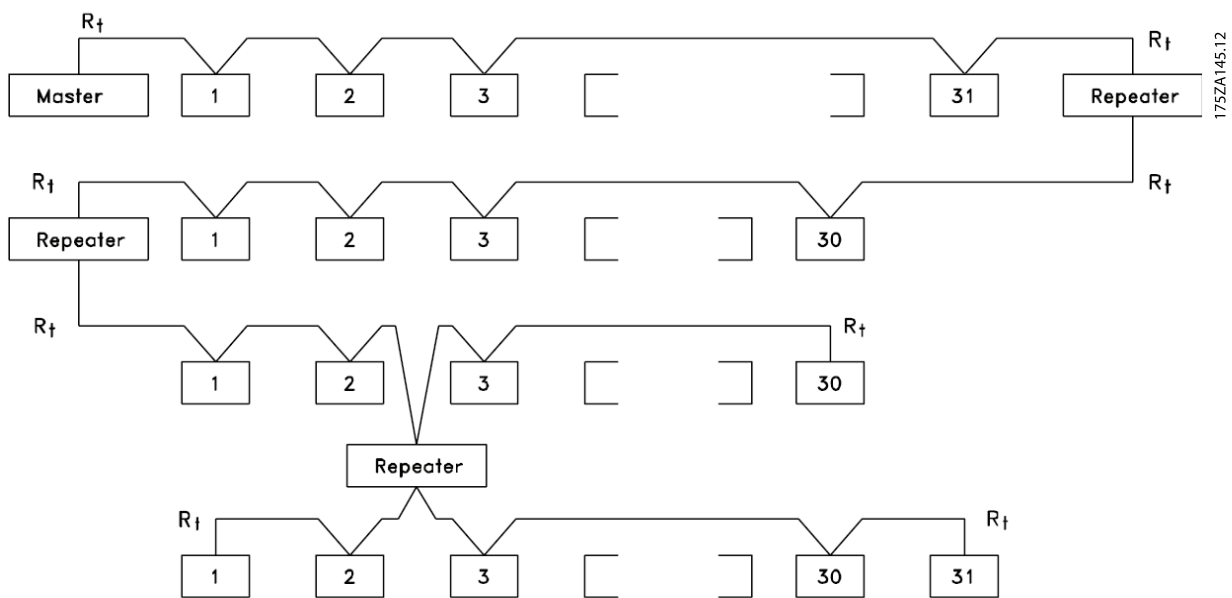 Rt Rt
Master 1 2 3 31 Repeater
175ZA145.12
Rt Rt
Repeater 1 2 3 30
Rt Rt
1 2 3 30
Repeater
Rt Rt
1 2 3 30 31